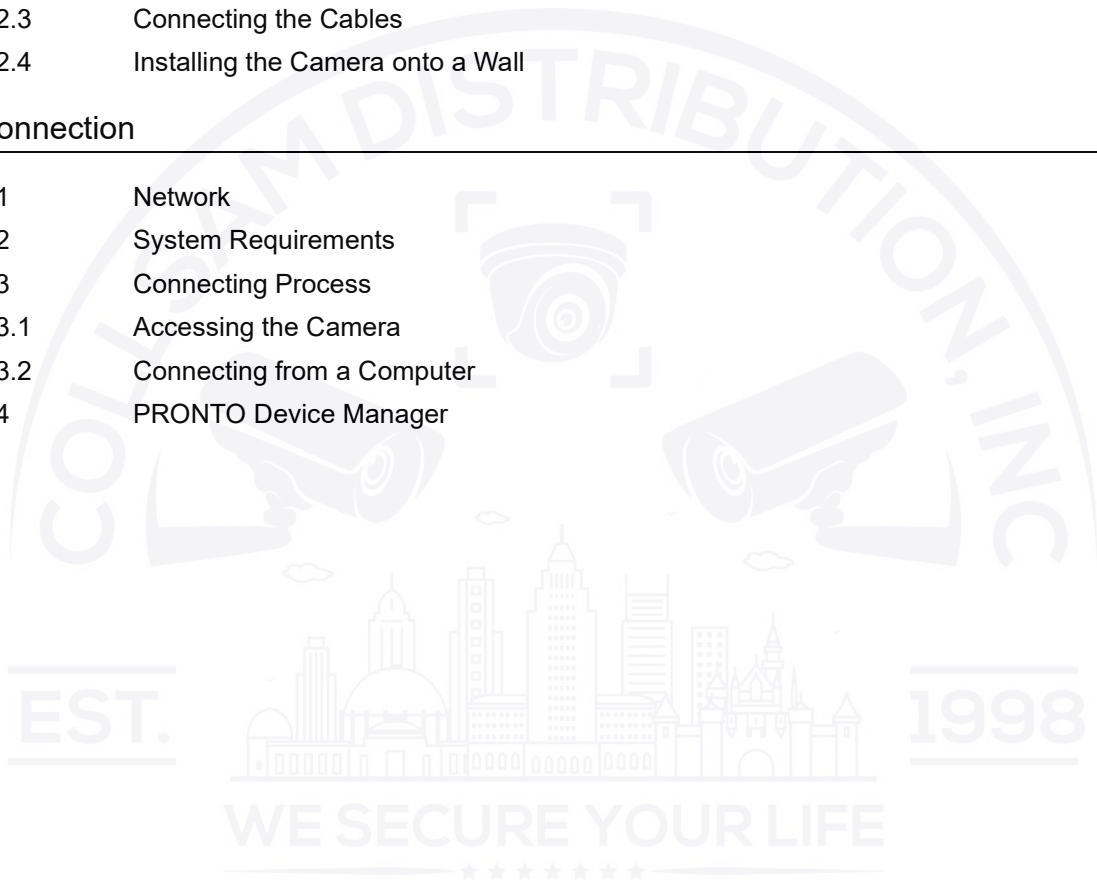 2.3 Connecting the Cables
2.4 Installing the Camera onto a Wall
onnection
1 Network
2 System Requirements
3 Connecting Process
3.1 Accessing the Camera
3.2 Connecting from a Computer
4 PRONTO Device Manager
COLLSAM DISTRIBUTION, INC
EST. 1998
WE SECURE YOUR LIFE